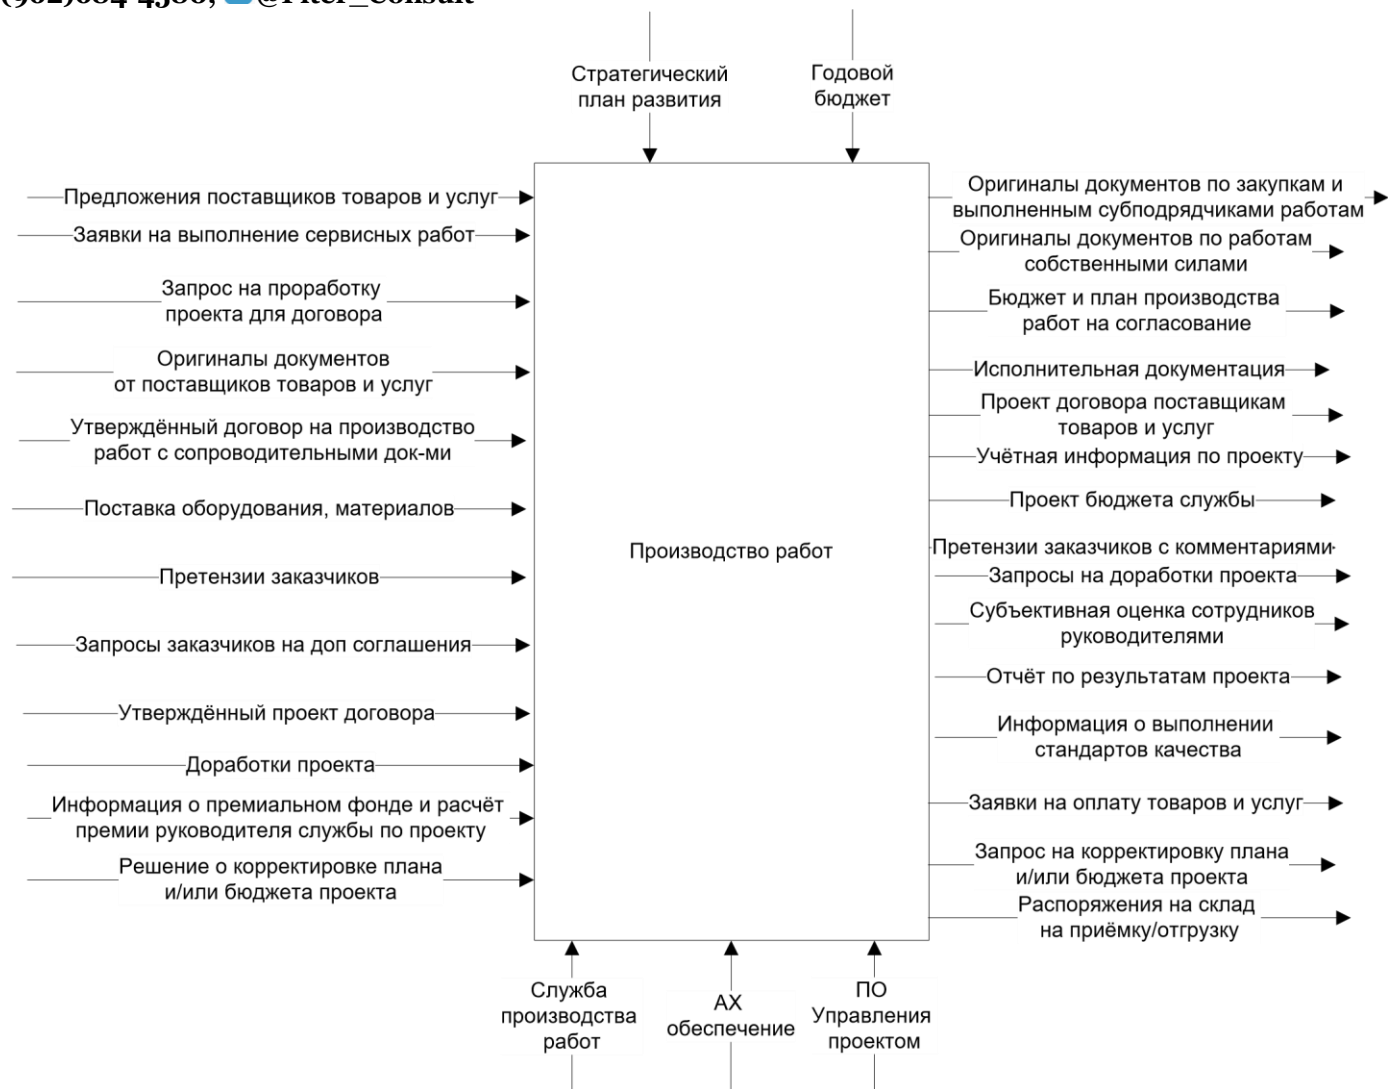 @Piter_Consult
Стратегический
план развития
Годовой
бюджет
Предложения поставщиков товаров и услуг
Заявки на выполнение сервисных работ
Запрос на проработку
проекта для договора
Оригиналы документов
от поставщиков товаров и услуг
Утверждённый договор на производство
работ с сопроводительными док-ми
Поставка оборудования, материалов
Претензии заказчиков
Запросы заказчиков на доп соглашения
Утверждённый проект договора
Доработки проекта
Информация о премиальном фонде и расчёт
премии руководителя службы по проекту
Решение о корректировке плана
и/или бюджета проекта
Производство работ
Оригиналы документов по закупкам и
выполненным субподрядчиками работам
Оригиналы документов по работам
собственными силами
Бюджет и план производства
работ на согласование
Исполнительная документация
Проект договора поставщикам
товаров и услуг
Учётная информация по проекту
Проект бюджета службы
Претензии заказчиков с комментариями
Запросы на доработки проекта
Субъективная оценка сотрудников
руководителями
Отчёт по результатам проекта
Информация о выполнении
стандартов качества
Заявки на оплату товаров и услуг
Запрос на корректировку плана
и/или бюджета проекта
Распоряжения на склад
на приёмку/отгрузку
Служба
производства
работ
АХ
обеспечение
ПО
Управления
проектом